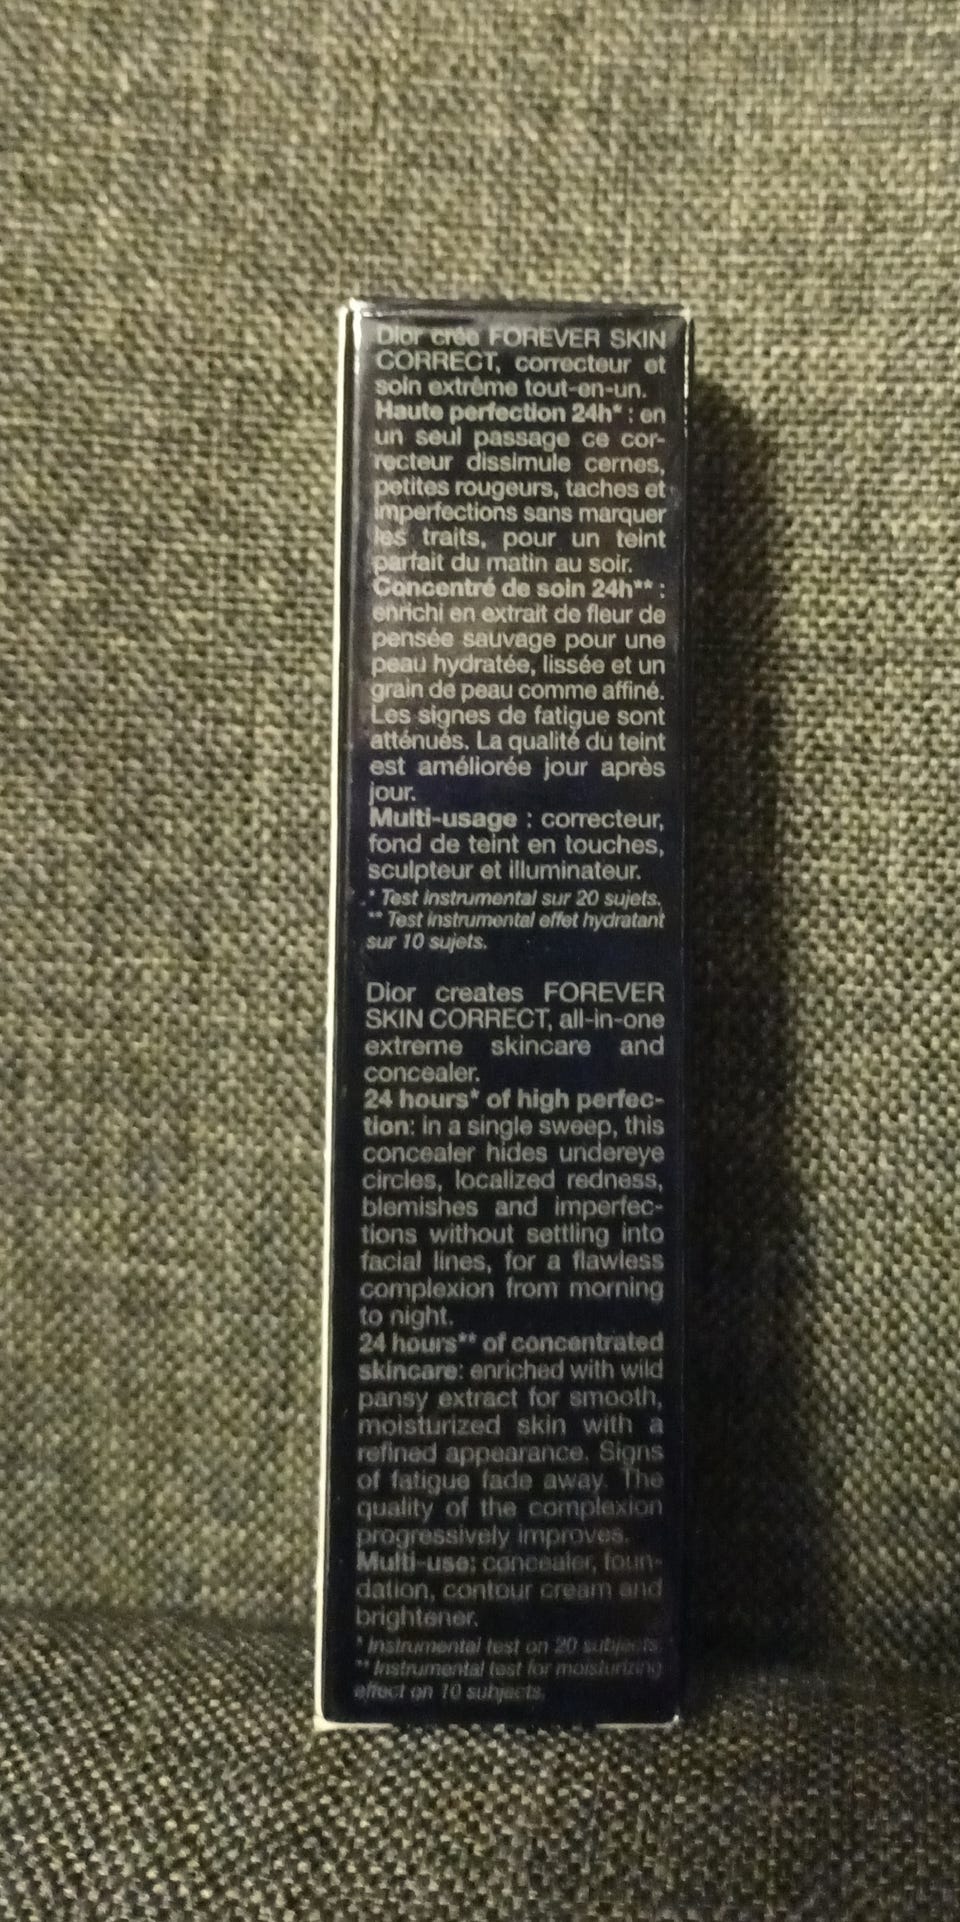 Dior crée FOREVER SKIN
CORRECT, correcteur et
soin extrême tout-en-un.
Haute perfection 24h* : en
un seul passage ce cor-
recteur dissimule cernes,
petites rougeurs, taches et
imperfections sans marquer
les traits, pour un teint
parfait du matin au soir.
Concentré de soin 24h** :
enrichi en extrait de fleur de
pensée sauvage pour une
peau hydratée, lissée et un
grain de peau comme affiné.
Les signes de fatigue sont
atténués. La qualité du teint
est améliorée jour après
jour.
Multi-usage : correcteur,
fond de teint en touches,
sculpteur et illuminateur.
* Test instrumental sur 20 sujets.
** Test instrumental effet hydratant
sur 10 sujets.
Dior creates FOREVER
SKIN CORRECT, all-in-one
extreme skincare and
concealer.
24 hours* of high perfec-
tion: in a single sweep, this
concealer hides undereye
circles, localized redness,
blemishes and imperfec-
tions without settling into
facial lines, for a flawless
complexion from morning
to night.
24 hours** of concentrated
skincare: enriched with wild
pansy extract for smooth,
moisturized skin with a
refined appearance. Signs
of fatigue fade away. The
quality of the complexion
progressively improves.
Multi-use: concealer, foun-
dation, contour cream and
brightener.
* Instrumental test on 20 subjects.
** Instrumental test for moisturizing
effect on 10 subjects.